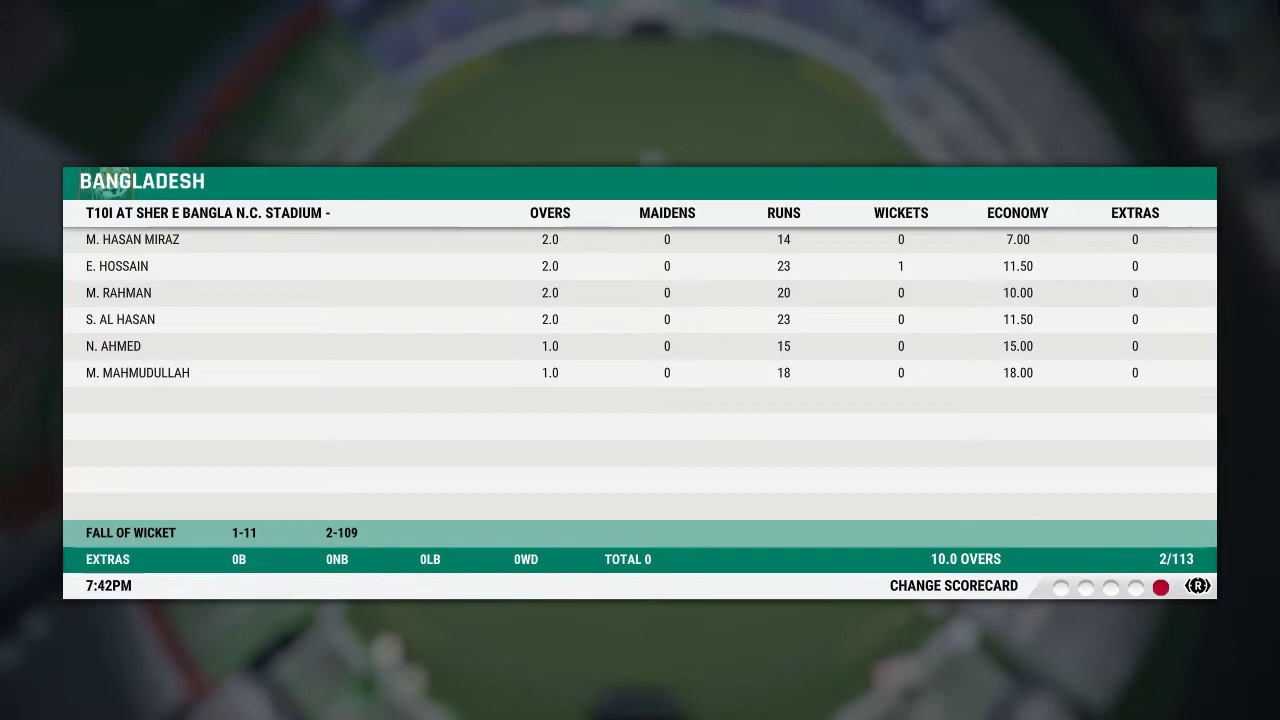 BANGLADESH
T10I AT SHER E BANGLA N.C. STADIUM - OVERS MAIDENS RUNS WICKETS ECONOMY EXTRAS
M. HASAN MIRAZ 2.0 0 14 0 7.00 0
E. HOSSAIN 2.0 0 23 1 11.50 0
M. RAHMAN 2.0 0 20 0 10.00 0
S. AL HASAN 2.0 0 23 0 11.50 0
N. AHMED 1.0 0 15 0 15.00 0
M. MAHMUDULLAH 1.0 0 18 0 18.00 0
FALL OF WICKET 1-11 2-109
EXTRAS 0B 0NB 0LB 0WD TOTAL 0 10.0 OVERS 2/113
7:42PM CHANGE SCORECARD R